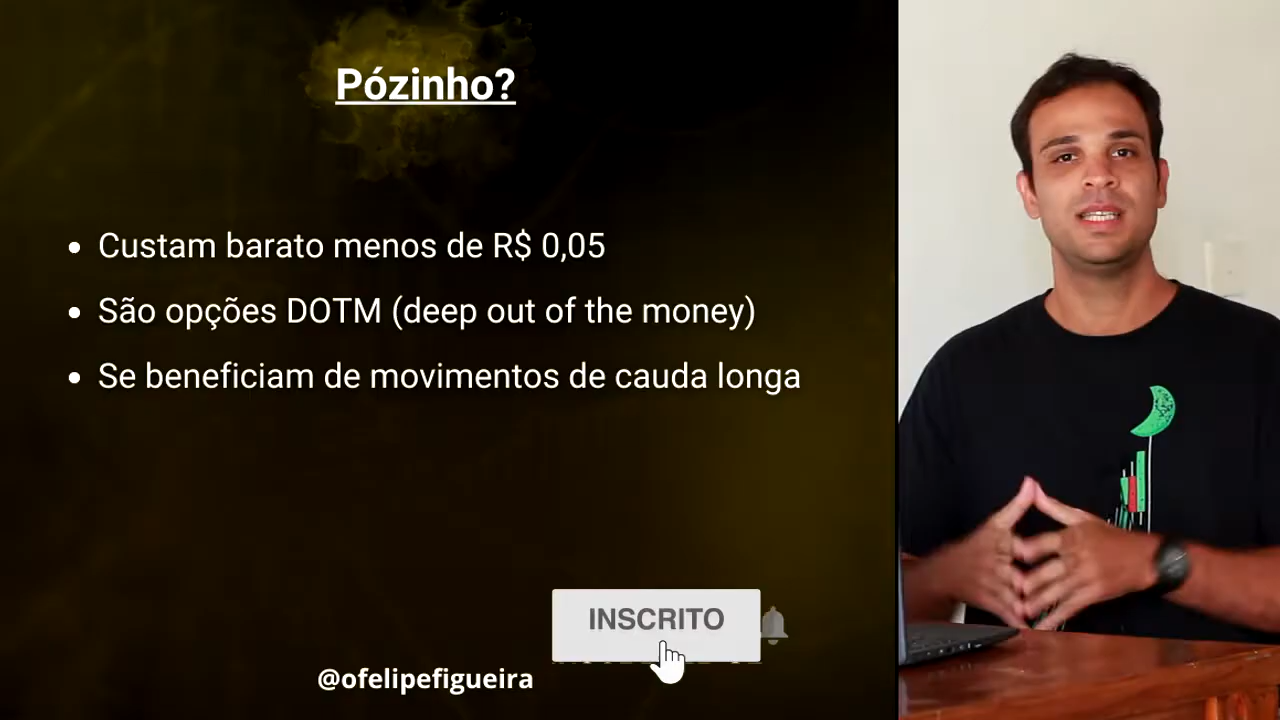 Pózinho?
Custam barato menos de R$ 0,05
São opções DOTM (deep out of the money)
Se beneficiam de movimentos de cauda longa
INSCRITO
@ofelipefigueira